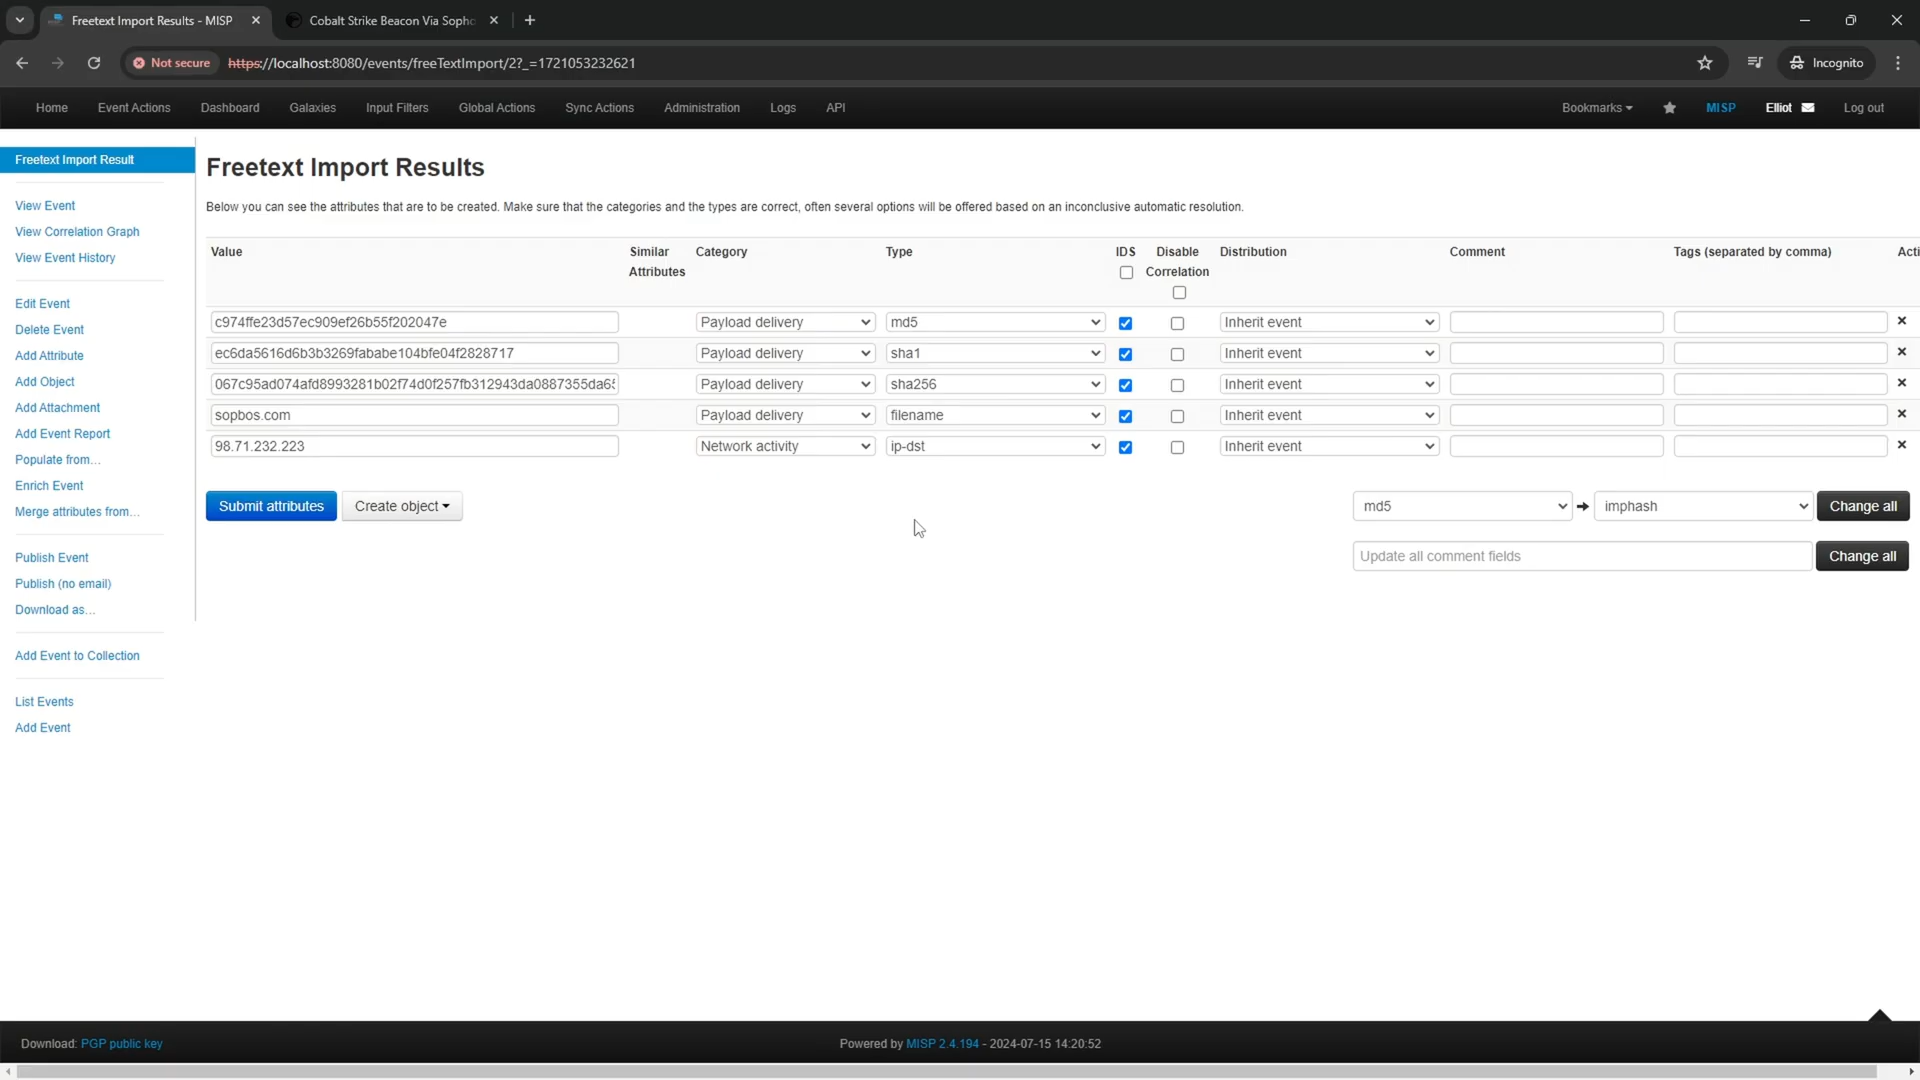 Freetext Import Results - MISP
Cobalt Strike Beacon Via Sopho
Not secure
https://localhost:8080/events/freeTextImport/2?_=1721053232621
Incognito
Home Event Actions Dashboard Galaxies Input Filters Global Actions Sync Actions Administration Logs API Bookmarks MISP Elliot Log out
Freetext Import Result
View Event
View Correlation Graph
View Event History
Edit Event
Delete Event
Add Attribute
Add Object
Add Attachment
Add Event Report
Populate from...
Enrich Event
Merge attributes from...
Publish Event
Publish (no email)
Download as...
Add Event to Collection
List Events
Add Event
Freetext Import Results
Below you can see the attributes that are to be created. Make sure that the categories and the types are correct, often several options will be offered based on an inconclusive automatic resolution.
Value Similar Attributes Category Type IDS Disable Correlation Distribution Comment Tags (separated by comma) Acti
c974ffe23d57ec909ef26b55f202047e Payload delivery md5 Inherit event
ec6da5616d6b3b3269fababe104bfe04f2828717 Payload delivery sha1 Inherit event
067c95ad074afd8993281b02f74d0f257fb312943da0887355da65 Payload delivery sha256 Inherit event
sopbos.com Payload delivery filename Inherit event
98.71.232.223 Network activity ip-dst Inherit event
Submit attributes Create object md5 imphash Change all
Update all comment fields Change all
Download: PGP public key
Powered by MISP 2.4.194 - 2024-07-15 14:20:52